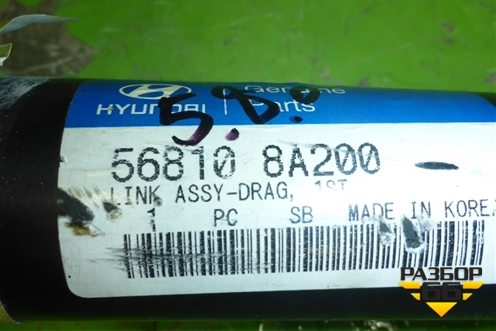 HYUNDAI
Genuine
Parts
5.D.
56810 8A200
LINK ASSY-DRAG, 1ST
1 PC SB MADE IN KOREA
РАЗБОР
66